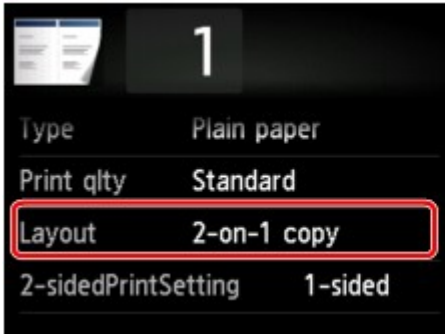 1
Type Plain paper
Print qlty Standard
Layout 2-on-1 copy
2-sidedPrintSetting 1-sided